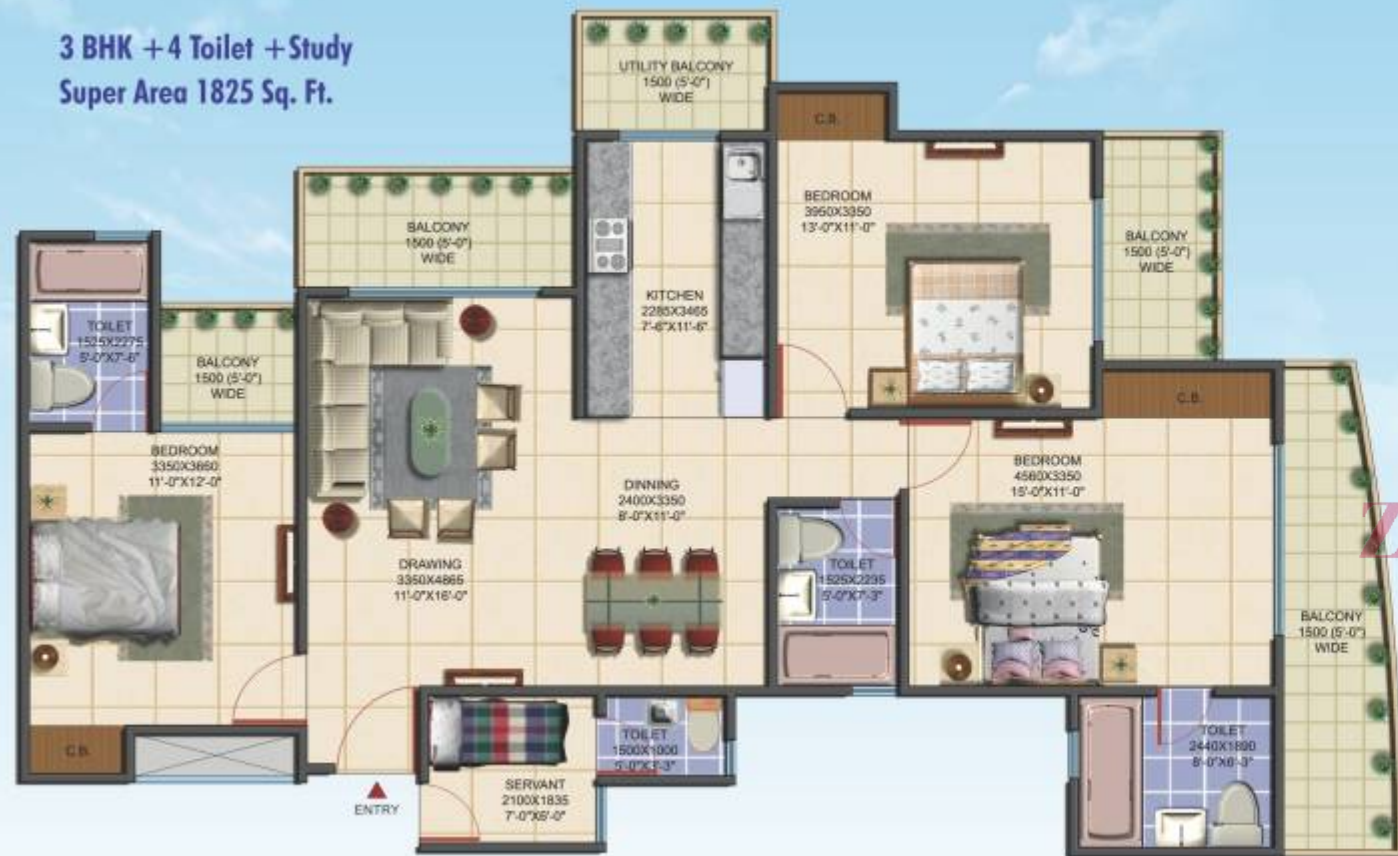 3 BHK +4 Toilet +Study
Super Area 1825 Sq. Ft.
UTILITY BALCONY
1500 (5'-0")
WIDE
C.B.
BALCONY
1500 (5'-0")
WIDE
BEDROOM
3950X3350
13'-0"X11'-0"
BALCONY
1500 (5'-0")
WIDE
KITCHEN
2285X3465
7'-6"X11'-6"
TOILET
1525X2275
5'-0"X7'-6"
BALCONY
1500 (5'-0")
WIDE
C.B.
BEDROOM
3350X3660
11'-0"X12'-0"
DINNING
2400X3350
8'-0"X11'-0"
BEDROOM
4560X3350
15'-0"X11'-0"
DRAWING
3350X4865
11'-0"X16'-0"
TOILET
1525X2235
5'-0"X7'-3"
BALCONY
1500 (5'-0")
WIDE
Z
C.B.
TOILET
1500X1000
5'-0"X3'-3"
TOILET
2440X1890
8'-0"X6'-3"
SERVANT
2100X1835
7'-0"X6'-0"
ENTRY